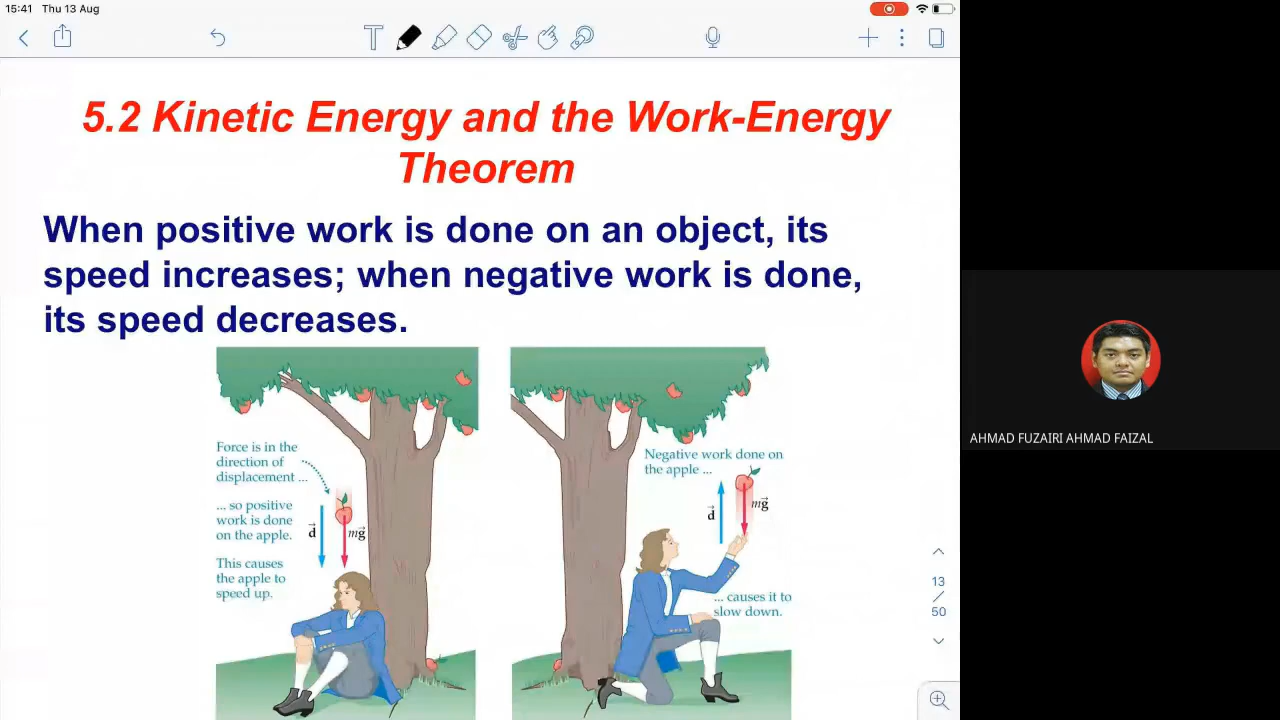 15:41 Thu 13 Aug
5.2 Kinetic Energy and the Work-Energy
Theorem
When positive work is done on an object, its
speed increases; when negative work is done,
its speed decreases.
Force is in the
direction of
displacement ...
... so positive
work is done
on the apple.
This causes
the apple to
speed up.
d⃗
mg⃗
Negative work done on
the apple ...
d⃗
mg⃗
... causes it to
slow down.
13
/
50
AHMAD FUZAIRI AHMAD FAIZAL